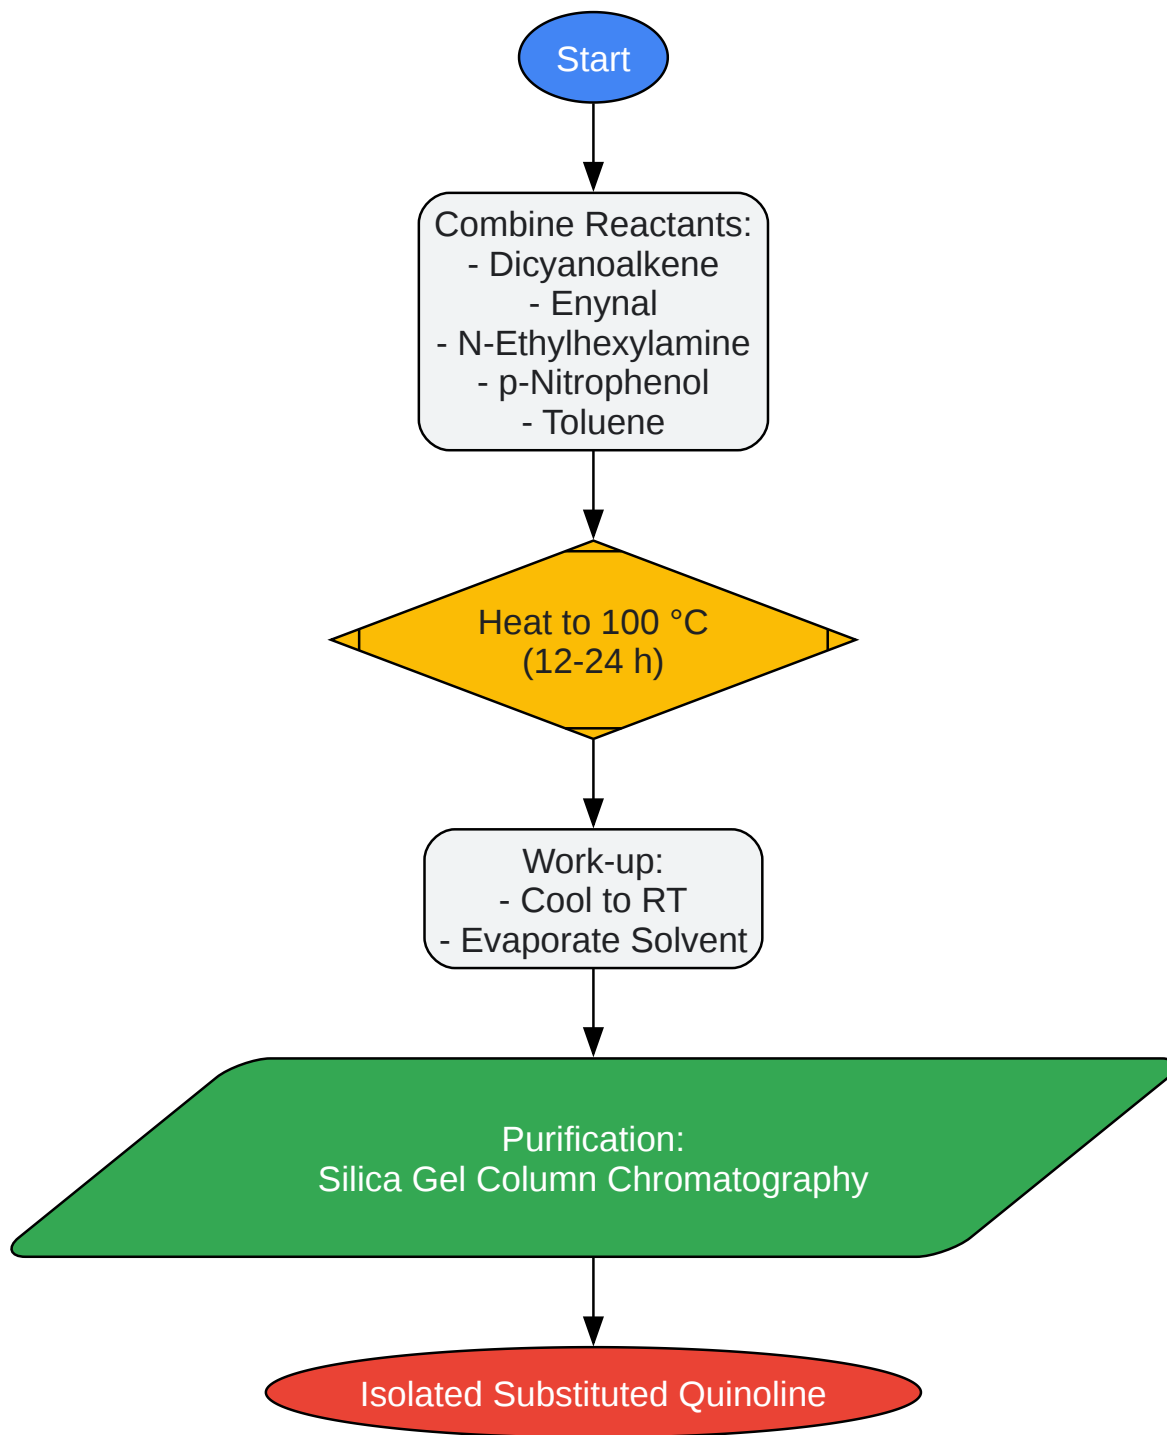 Start
Combine Reactants:
- Dicyanoalkene
- Enynal
- N-Ethylhexylamine
- p-Nitrophenol
- Toluene
Heat to 100 °C
(12-24 h)
Work-up:
- Cool to RT
- Evaporate Solvent
Purification:
Silica Gel Column Chromatography
Isolated Substituted Quinoline